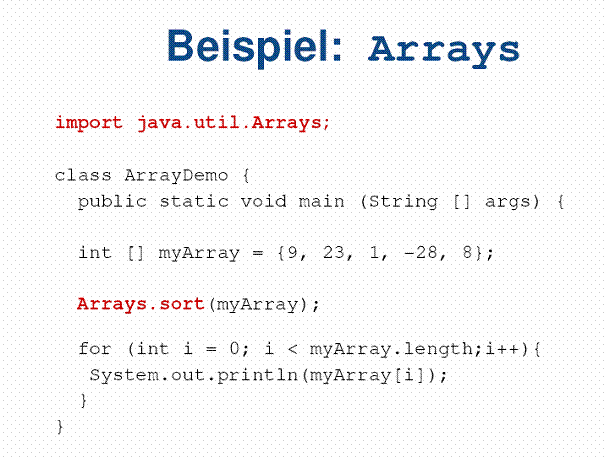 Beispiel: Arrays
import java.util.Arrays;
class ArrayDemo {
public static void main (String [] args) {
int [] myArray = {9, 23, 1, −28, 8};
Arrays.sort(myArray);
for (int i = 0; i < myArray.length;i++){
System.out.println(myArray[i]);
}
}